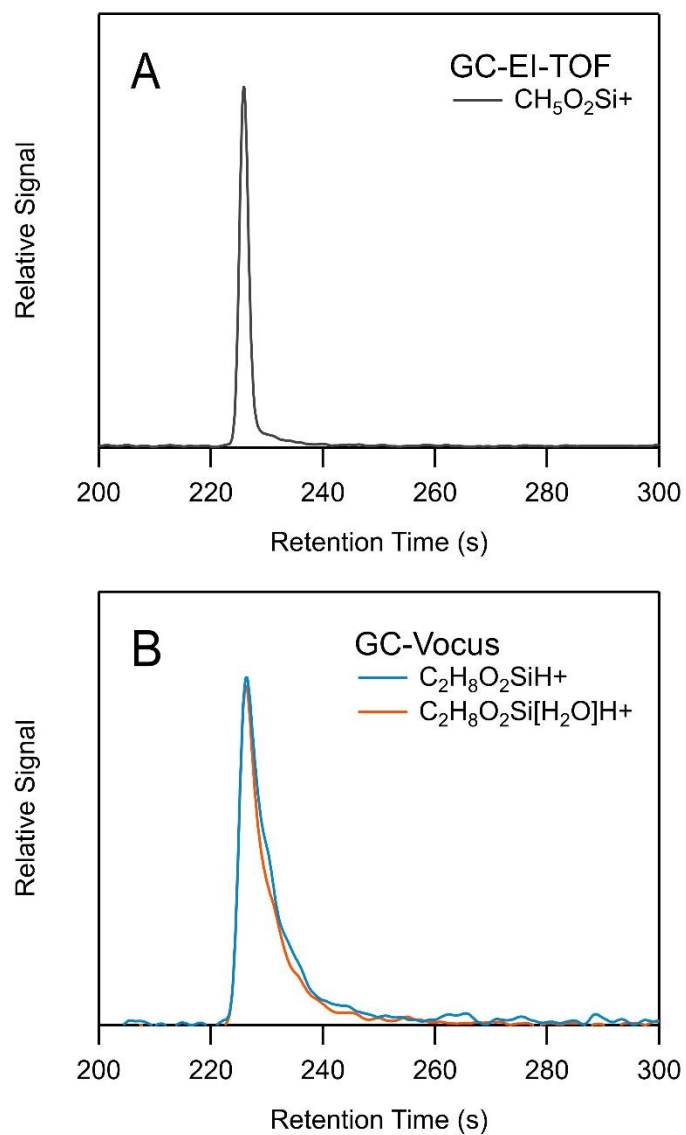 A
GC-EI-TOF
CH₅O₂Si+
Relative Signal
200 220 240 260 280 300
Retention Time (s)
B
GC-Vocus
C₂H₈O₂SiH+
C₂H₈O₂Si[H₂O]H+
Relative Signal
200 220 240 260 280 300
Retention Time (s)